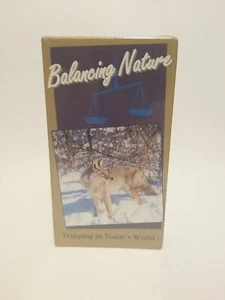 Balancing Nature
Trapping in Today's World